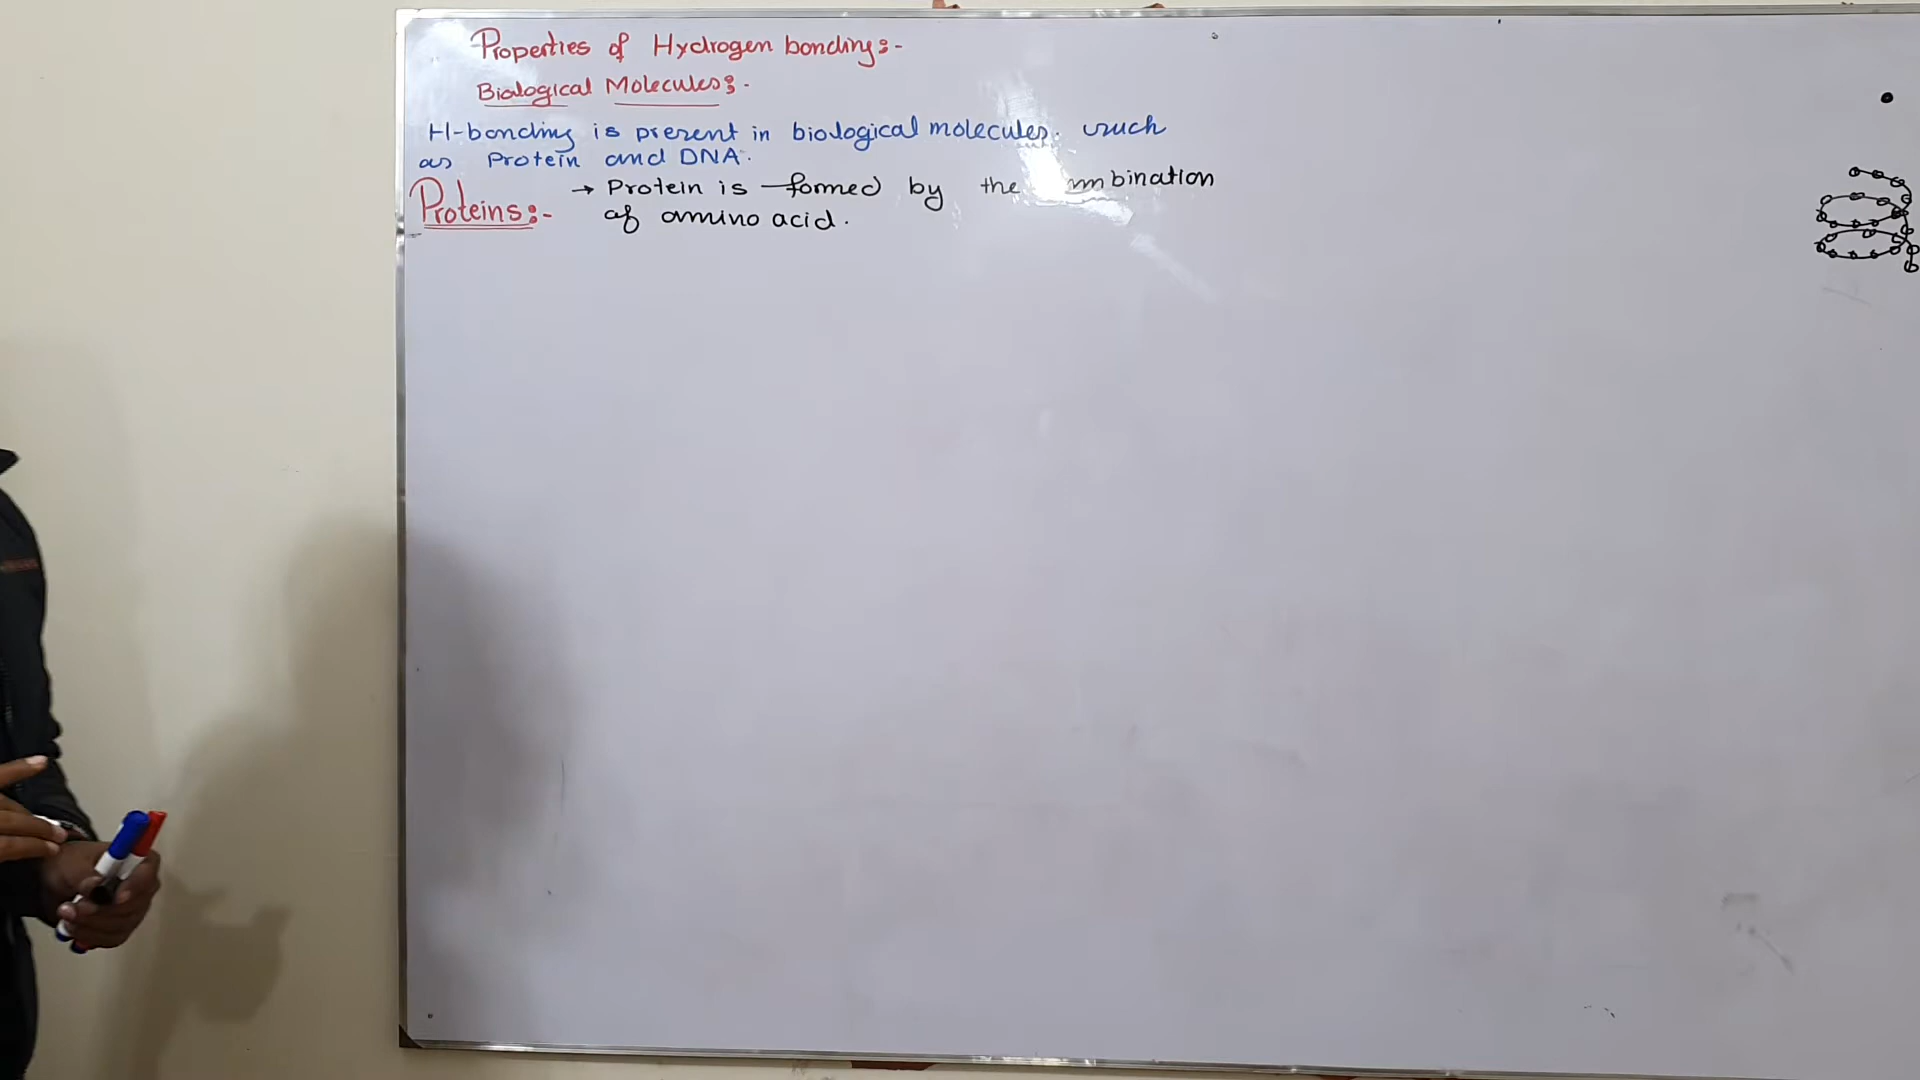 Properties of Hydrogen bonding:-
Biological Molecules:-
H-bonding is present in biological molecules. such
as Protein and DNA.
Proteins:- → Protein is formed by the combination
of amino acid.